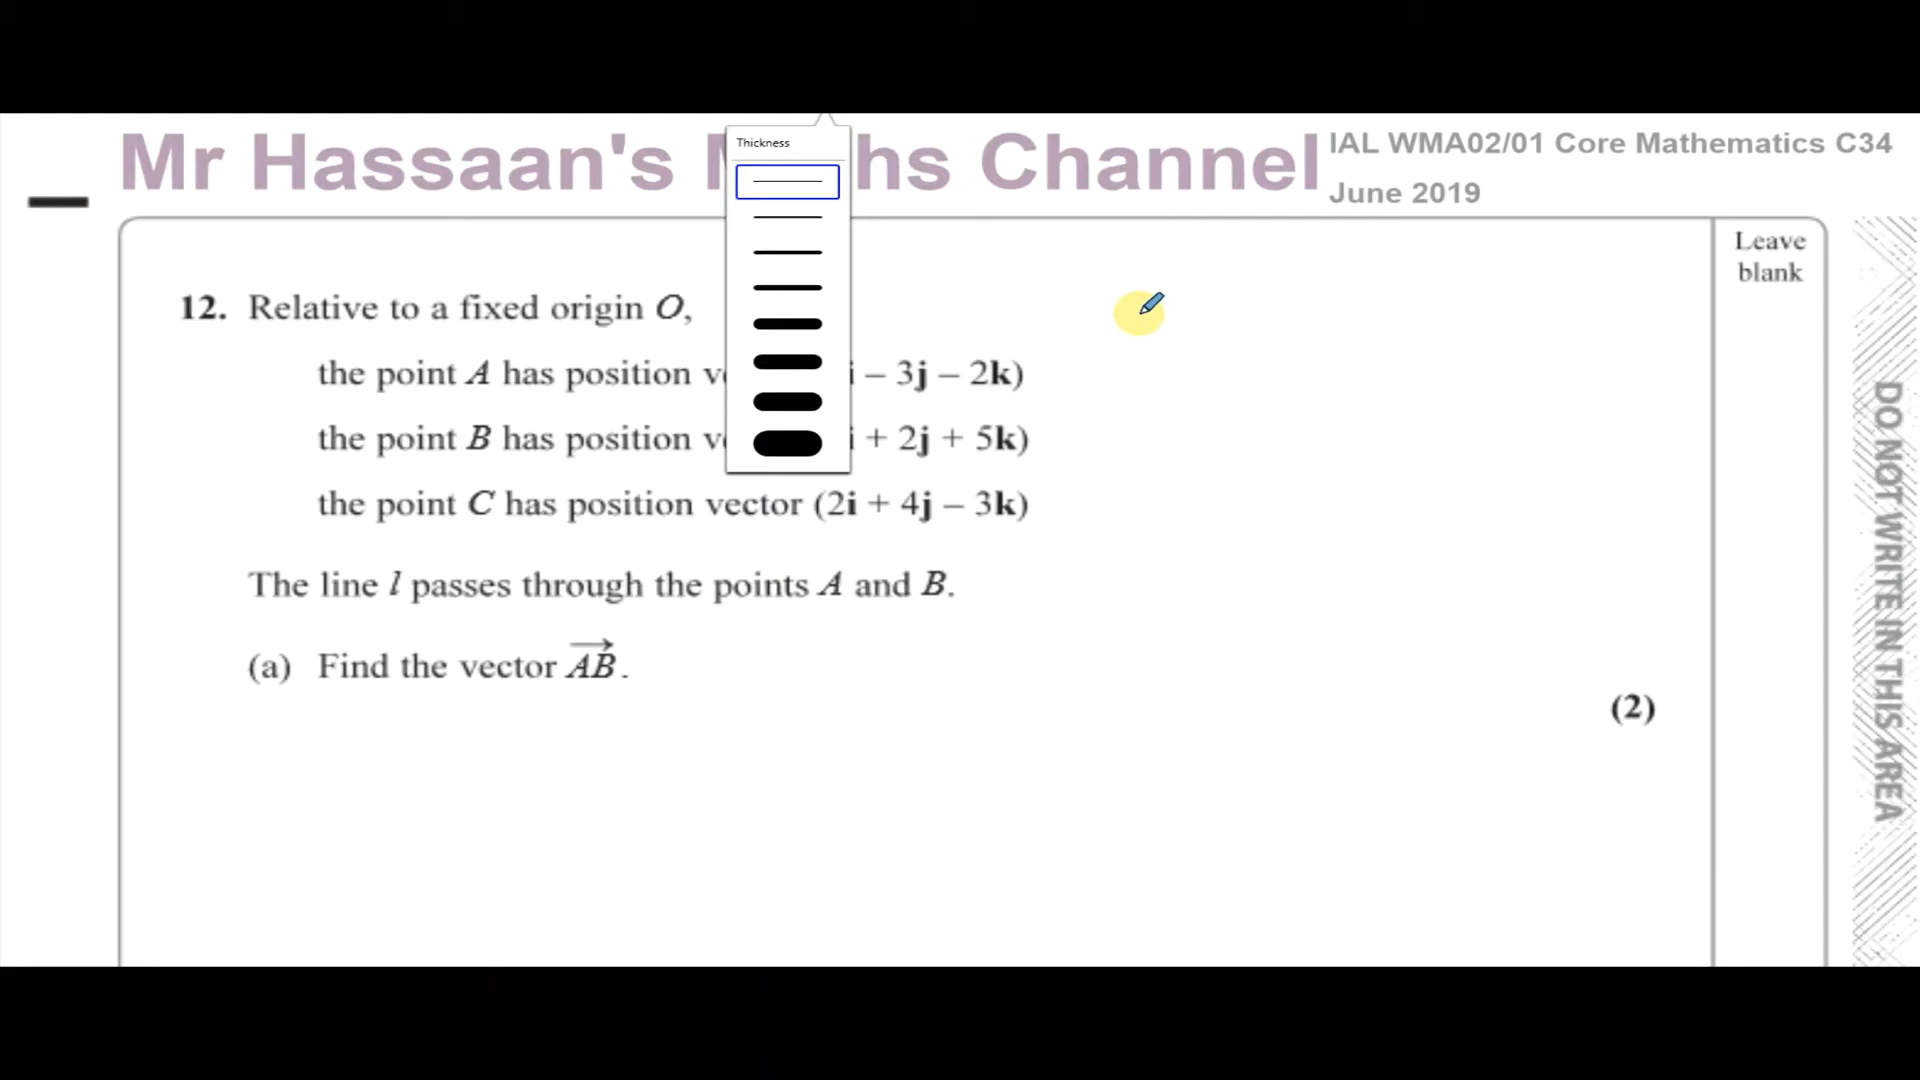 Mr Hassaan's M hs Channel
IAL WMA02/01 Core Mathematics C34
June 2019
Thickness
Leave
blank
12. Relative to a fixed origin O,
the point A has position v i – 3j – 2k)
the point B has position v i + 2j + 5k)
the point C has position vector (2i + 4j – 3k)
The line l passes through the points A and B.
(a) Find the vector AB⃗.
(2)
DO NOT WRITE IN THIS AREA